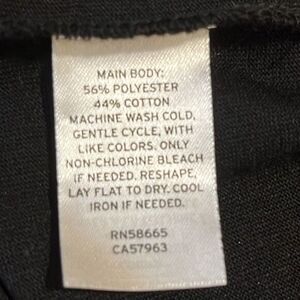 MAIN BODY:
56% POLYESTER
44% COTTON
MACHINE WASH COLD,
GENTLE CYCLE, WITH
LIKE COLORS. ONLY
NON-CHLORINE BLEACH
IF NEEDED. RESHAPE,
LAY FLAT TO DRY. COOL
IRON IF NEEDED.
RN58665
CA57963